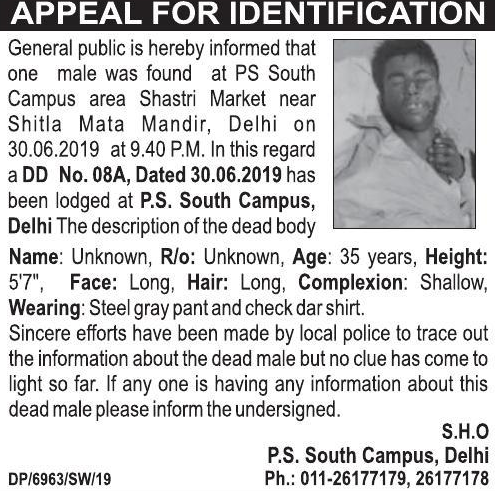 APPEAL FOR IDENTIFICATION
General public is hereby informed that
one male was found at PS South
Campus area Shastri Market near
Shitla Mata Mandir, Delhi on
30.06.2019 at 9.40 P.M. In this regard
a DD No. 08A, Dated 30.06.2019 has
been lodged at P.S. South Campus,
Delhi The description of the dead body
Name: Unknown, R/o: Unknown, Age: 35 years, Height:
5'7", Face: Long, Hair: Long, Complexion: Shallow,
Wearing: Steel gray pant and check dar shirt.
Sincere efforts have been made by local police to trace out
the information about the dead male but no clue has come to
light so far. If any one is having any information about this
dead male please inform the undersigned.
S.H.O
P.S. South Campus, Delhi
DP/6963/SW/19 Ph.: 011-26177179, 26177178